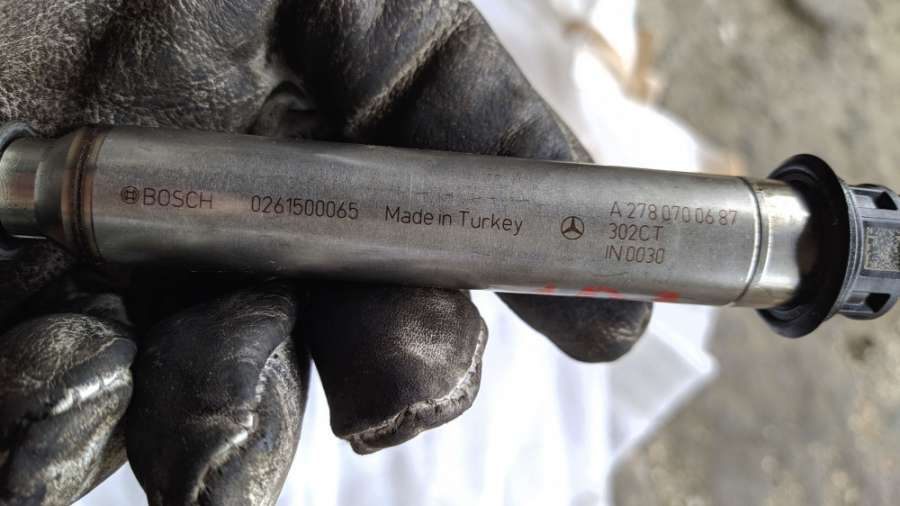 BOSCH 0261500065 Made in Turkey
A 278 070 06 87
302CT
IN0030